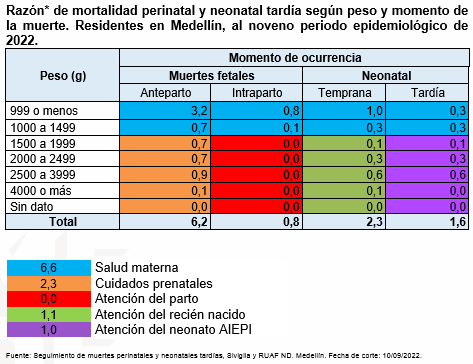 Razón* de mortalidad perinatal y neonatal tardía según peso y momento de
la muerte. Residentes en Medellín, al noveno periodo epidemiológico de
2022.
Peso (g) Momento de ocurrencia
Muertes fetales Neonatal
Anteparto Intraparto Temprana Tardía
999 o menos 3,2 0,8 1,0 0,3
1000 a 1499 0,7 0,1 0,3 0,3
1500 a 1999 0,7 0,0 0,1 0,1
2000 a 2499 0,7 0,0 0,3 0,3
2500 a 3999 0,9 0,0 0,6 0,6
4000 o más 0,1 0,0 0,1 0,0
Sin dato 0,0 0,0 0,0 0,0
Total 6,2 0,8 2,3 1,6
6,6 Salud materna
2,3 Cuidados prenatales
0,0 Atención del parto
1,1 Atención del recién nacido
1,0 Atención del neonato AIEPI
Fuente: Seguimiento de muertes perinatales y neonatales tardías, Sivigila y RUAF ND. Medellín. Fecha de corte: 10/09/2022.